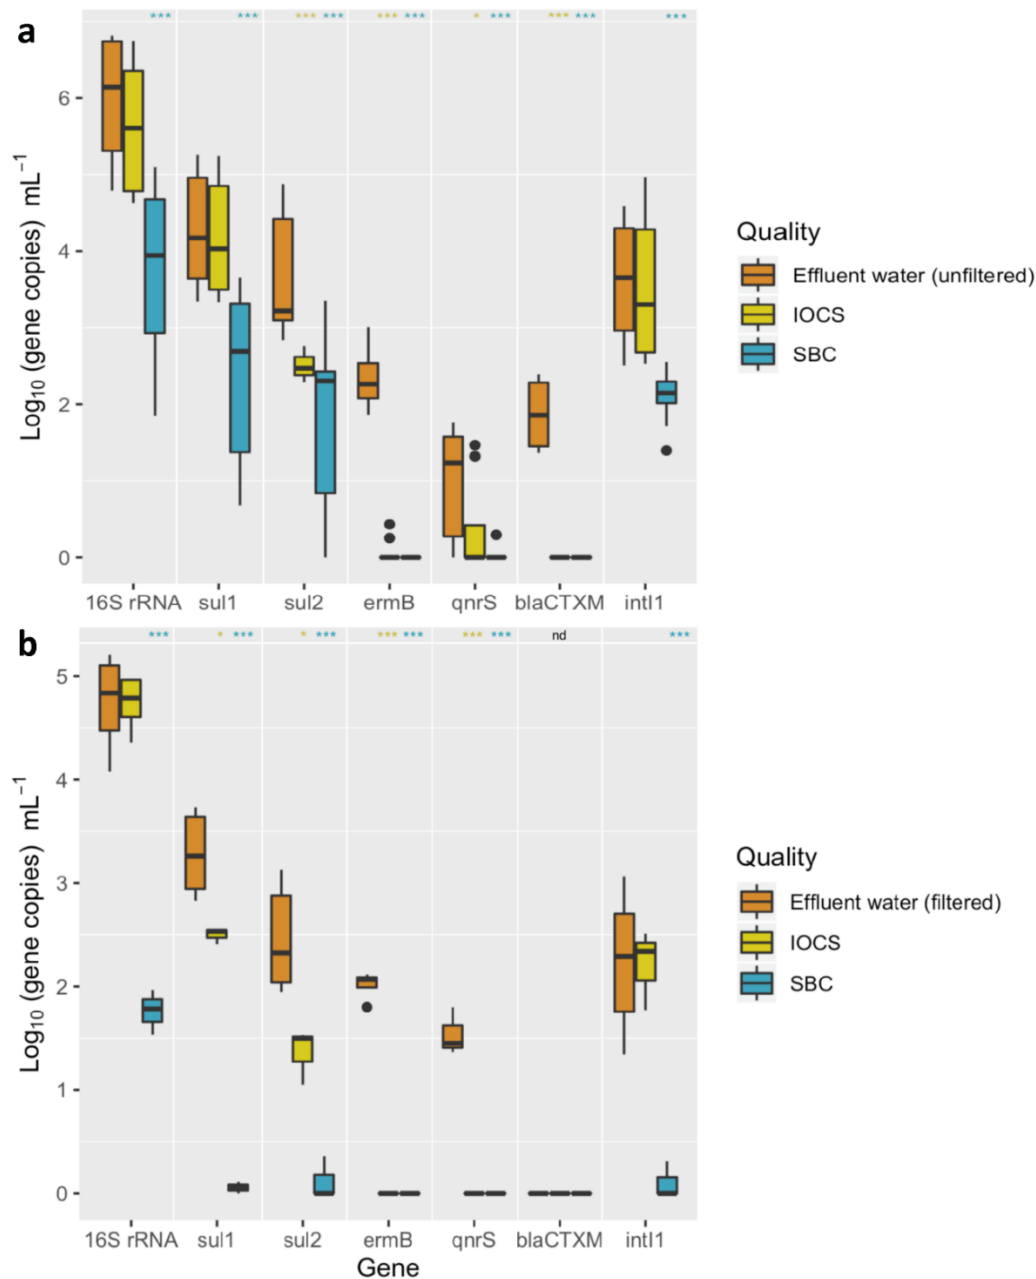 a
*** *** *** *** *** *** * *** *** *** ***
6
4
2
0
Log10 (gene copies) mL−1
16S rRNA sul1 sul2 ermB qnrS blaCTXM intI1
Quality
Effluent water (unfiltered)
IOCS
SBC
b
*** * *** * *** *** *** *** *** nd ***
5
4
3
2
1
0
Log10 (gene copies) mL−1
16S rRNA sul1 sul2 ermB qnrS blaCTXM intI1
Gene
Quality
Effluent water (filtered)
IOCS
SBC